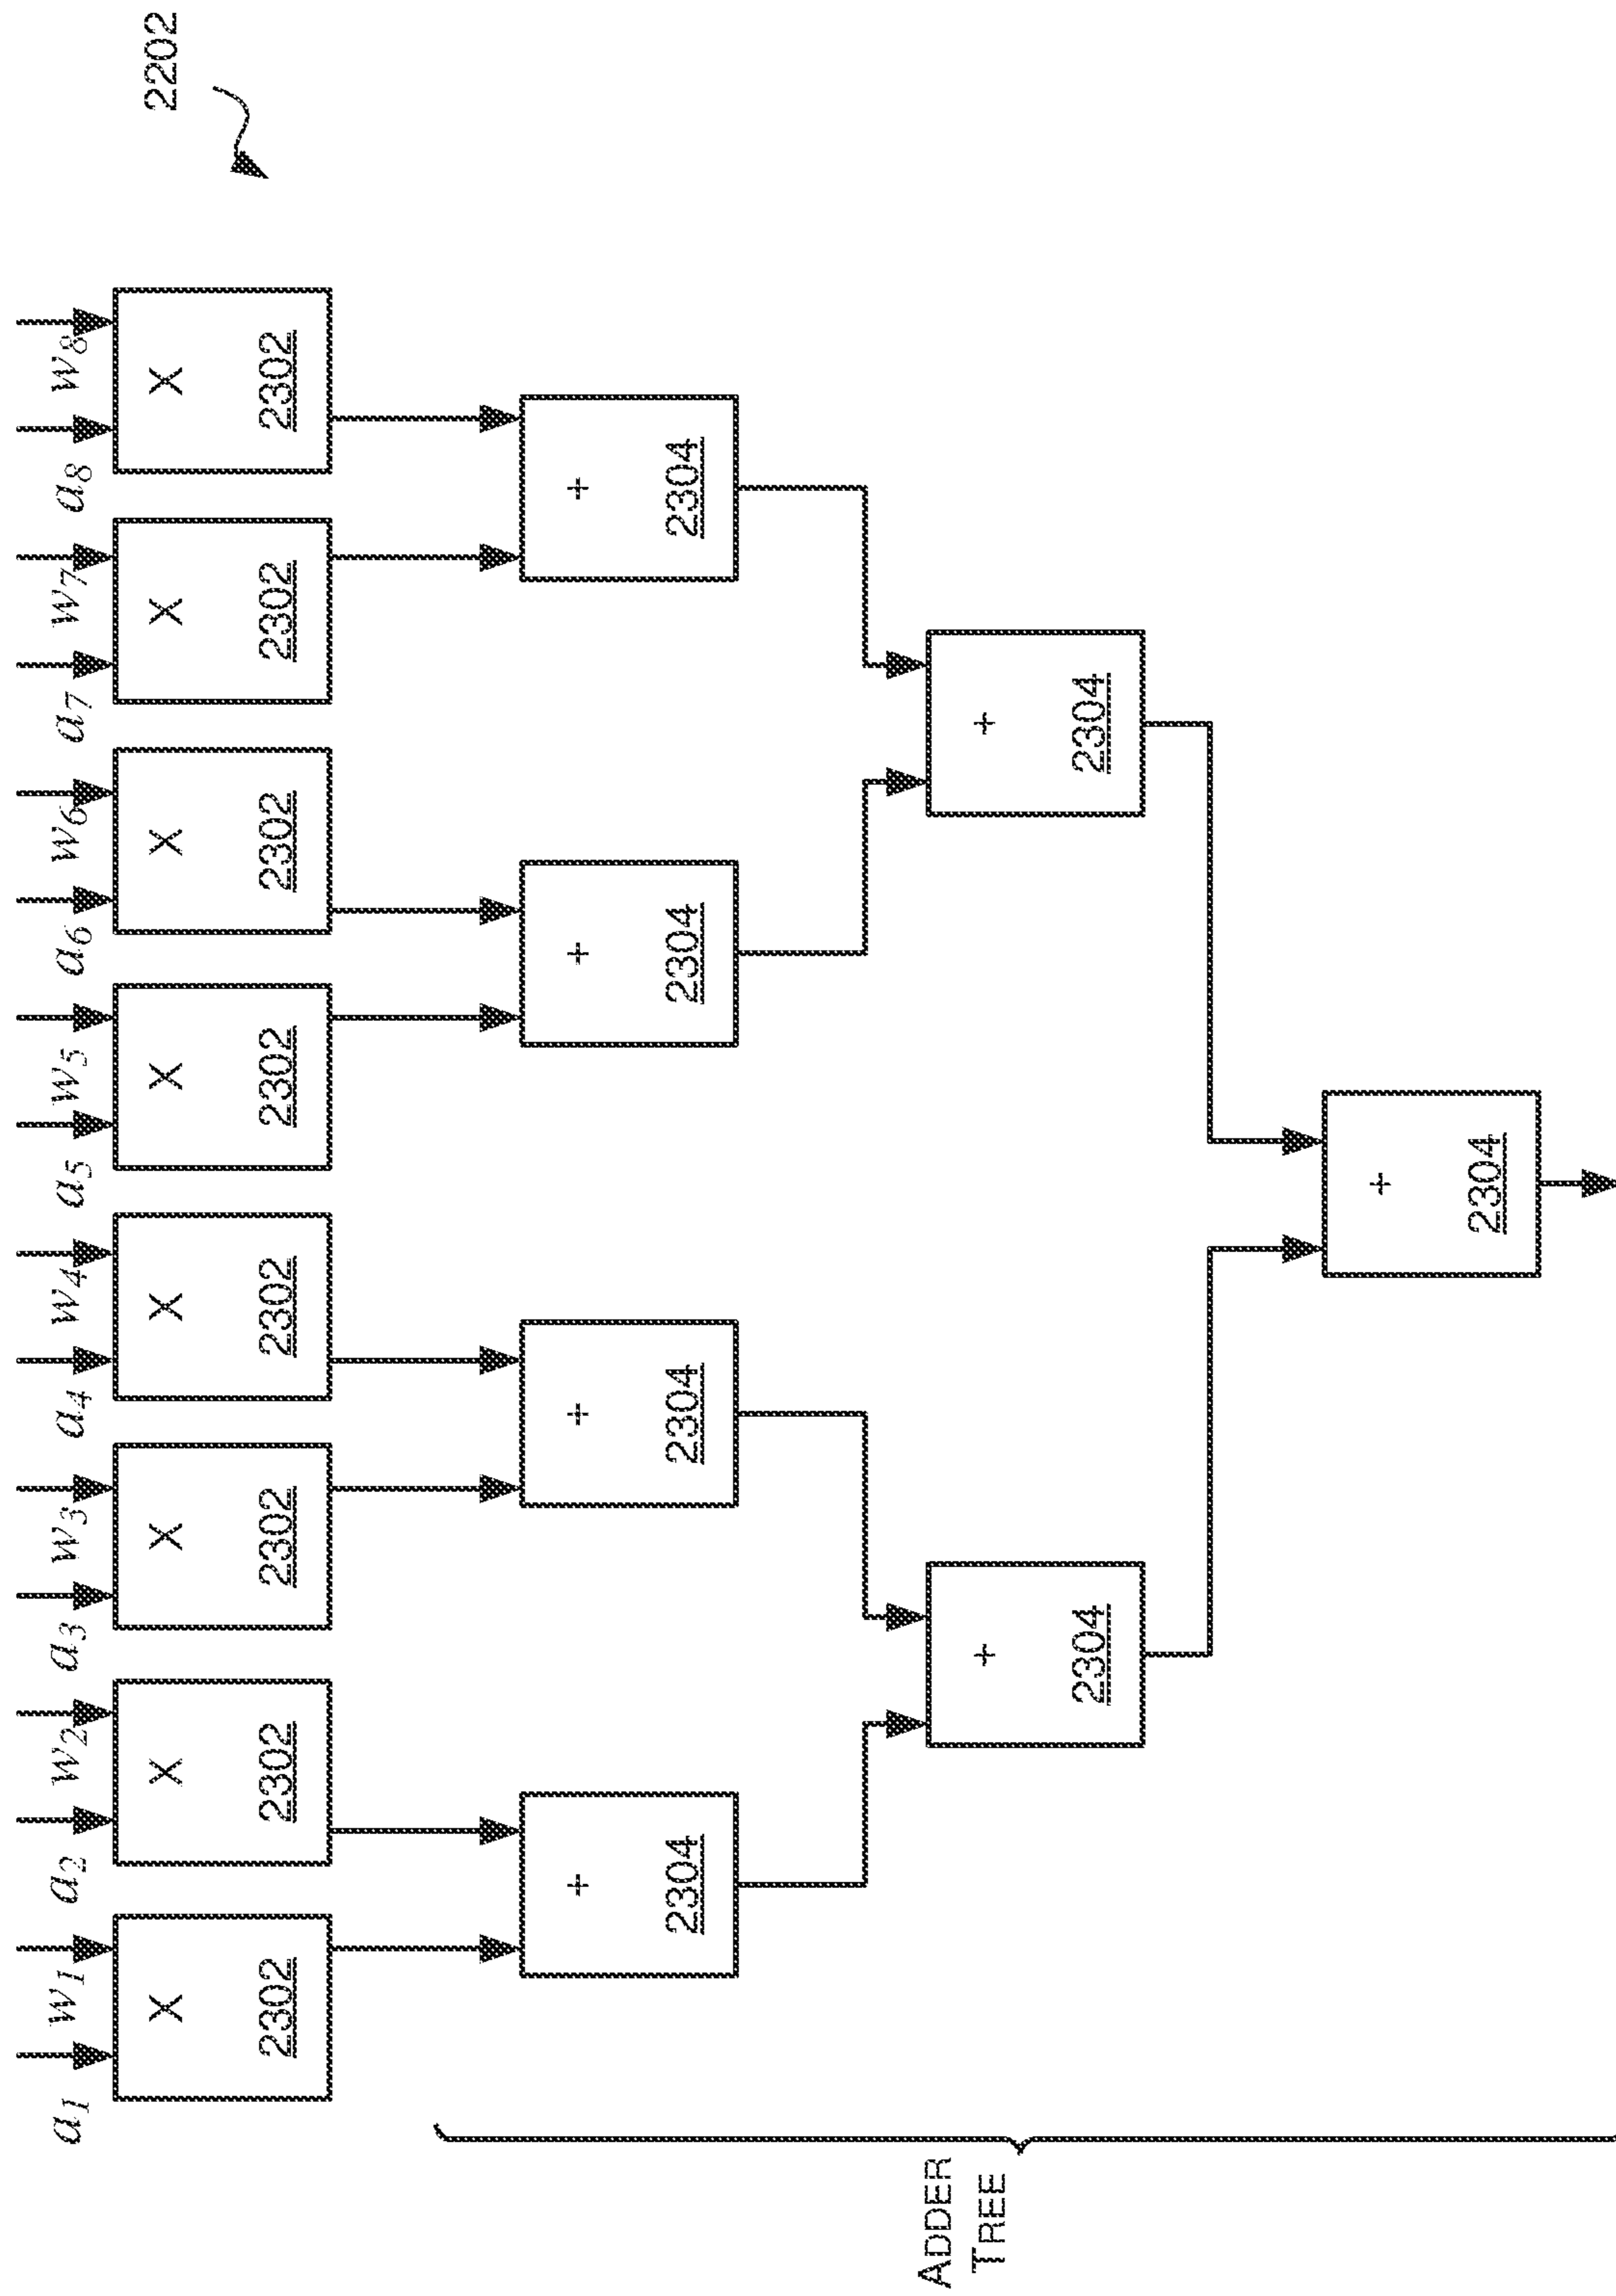 a1 w1 a2 w2 a3 w3 a4 w4 a5 w5 a6 w6 a7 w7 a8 w8
X X X X X X X X 2202
2302 2302 2302 2302 2302 2302 2302 2302
+ + + +
2304 2304 2304 2304
ADDER
TREE
+ +
2304 2304
+
2304